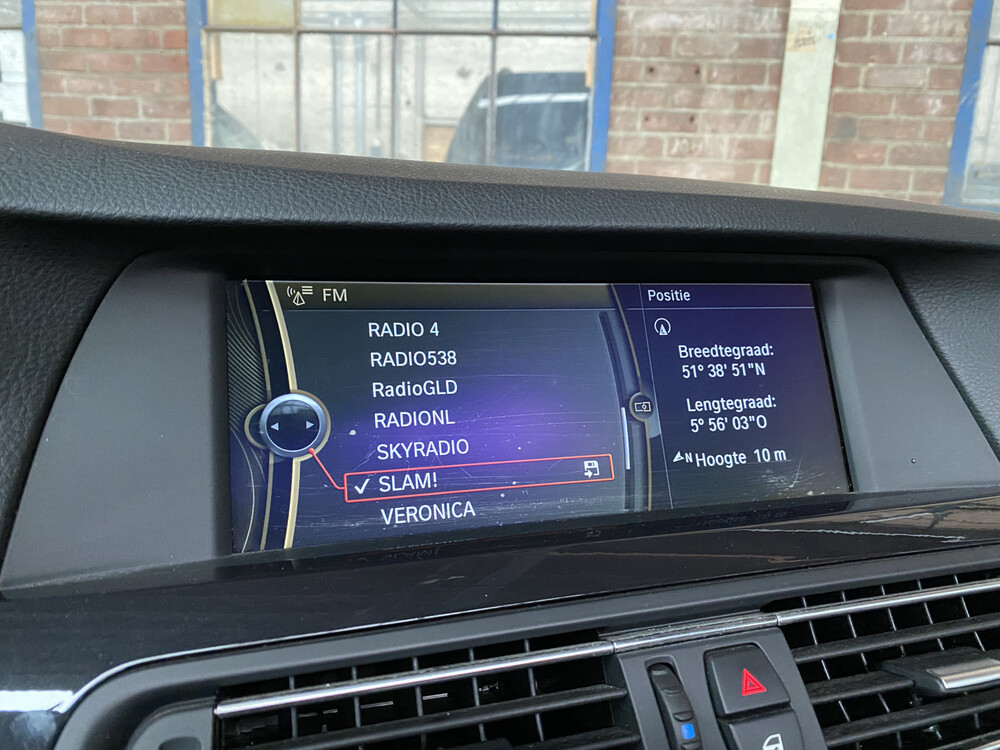 FM
RADIO 4
RADIO538
RadioGLD
RADIONL
SKYRADIO
✓ SLAM!
VERONICA
Positie
Breedtegraad:
51° 38' 51"N
Lengtegraad:
5° 56' 03"O
N Hoogte 10 m